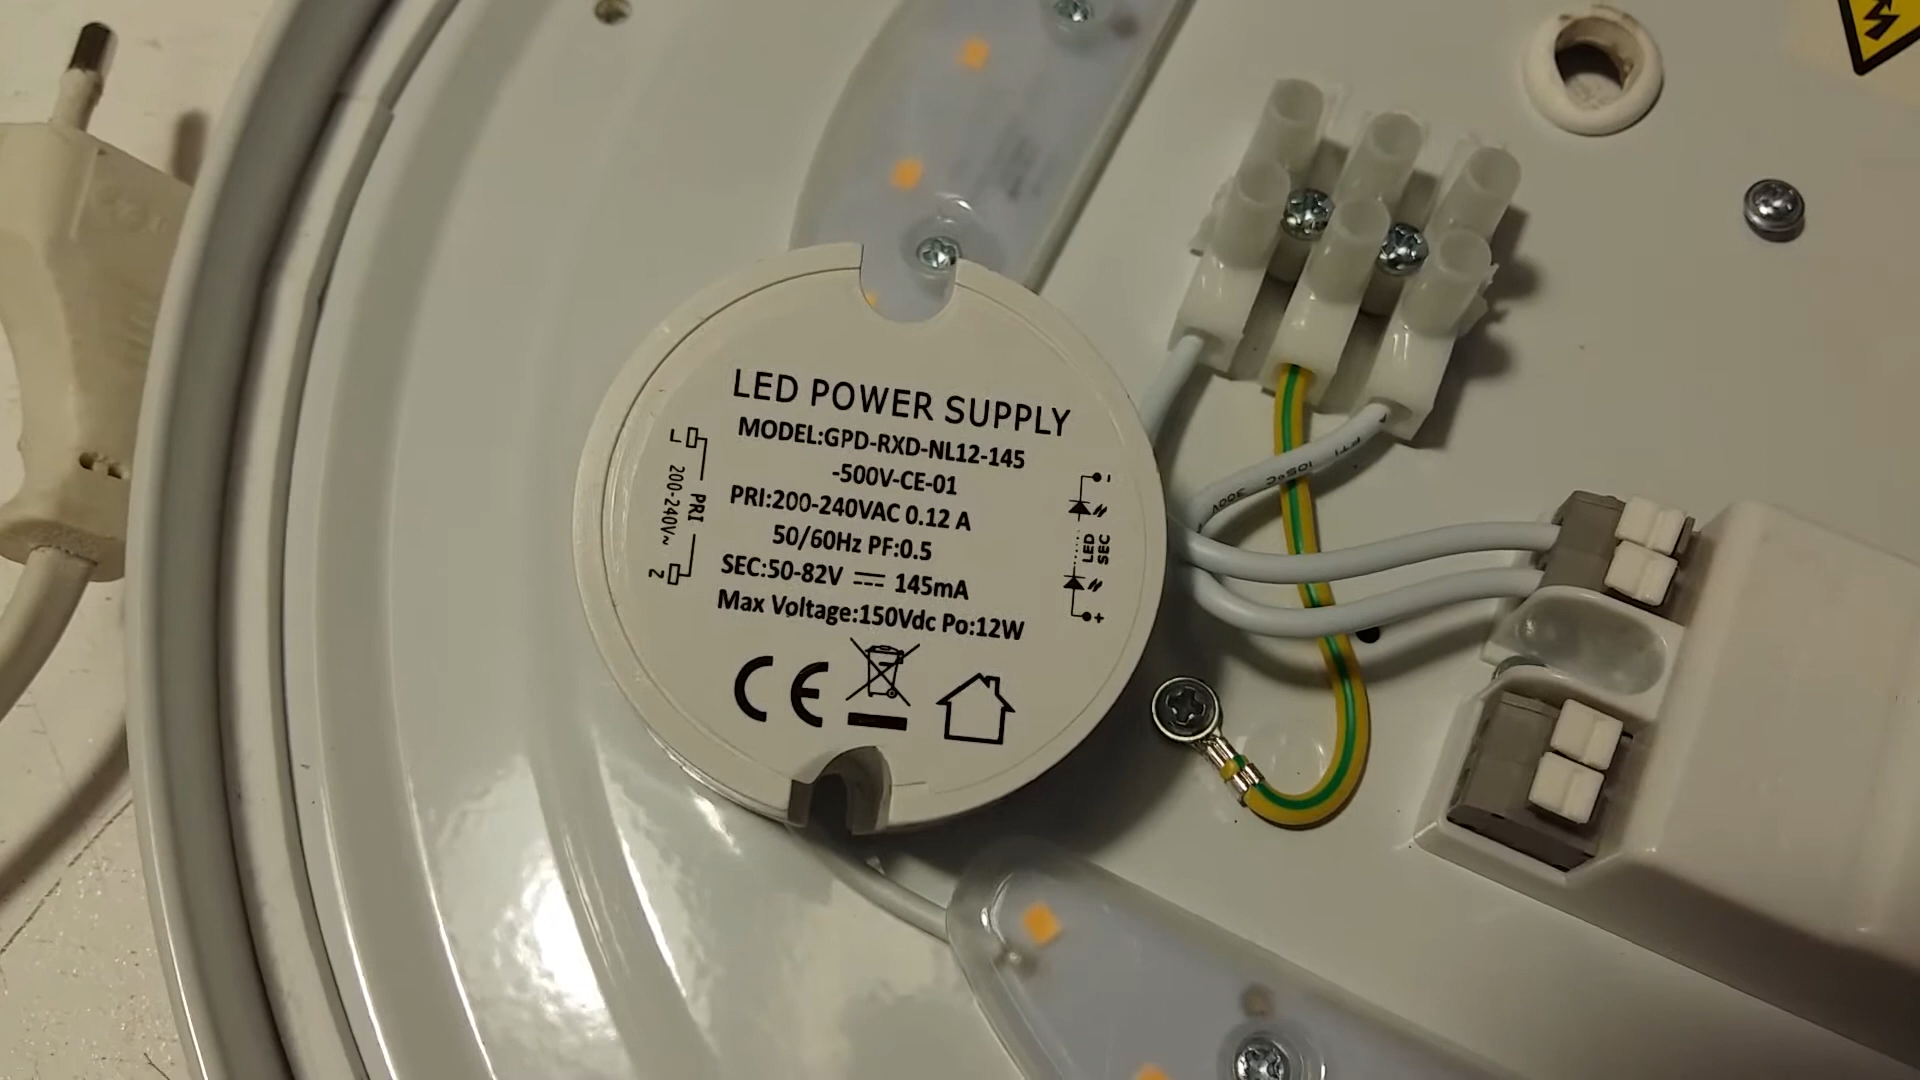 LED POWER SUPPLY
MODEL:GPD-RXD-NL12-145
-500V-CE-01
PRI:200-240VAC 0.12 A
50/60Hz PF:0.5
SEC:50-82V ⎓ 145mA
Max Voltage:150Vdc Po:12W
CE
L
200-240V~
PRI
N
-
LED
SEC
+
300V
105°C